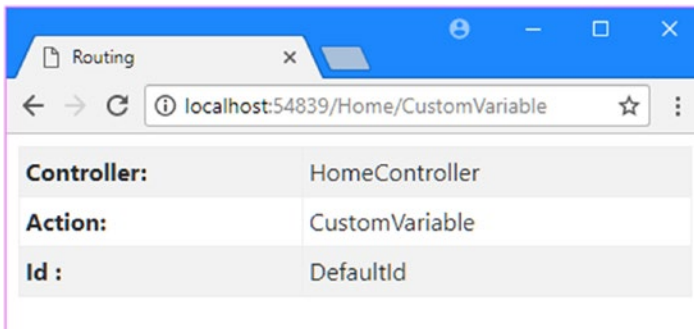 Routing
localhost:54839/Home/CustomVariable
Controller: HomeController
Action: CustomVariable
Id : DefaultId